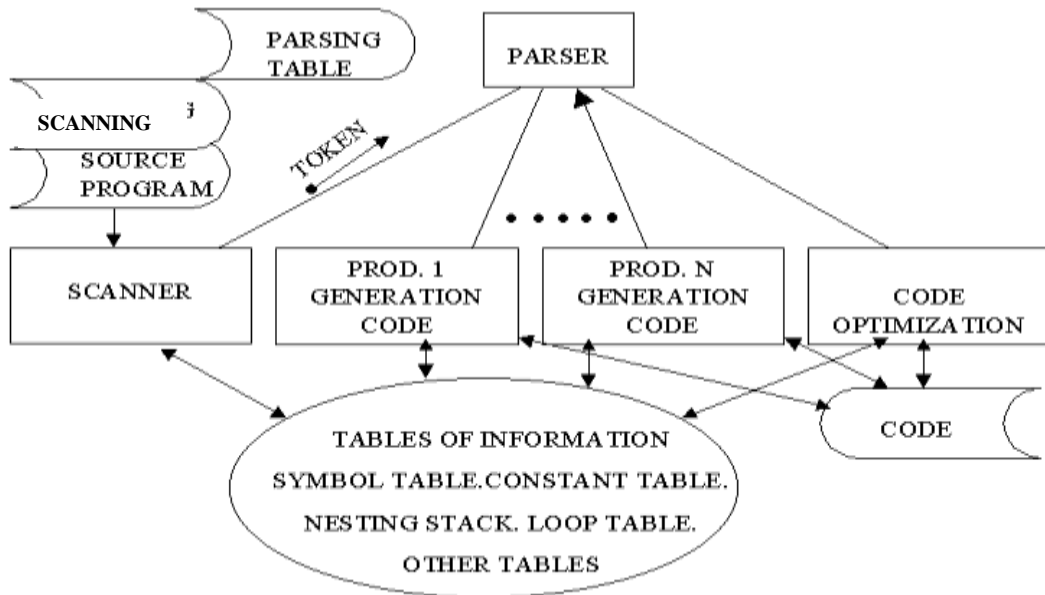 PARSING
TABLE
PARSER
SCANNING
SOURCE
PROGRAM
TOKEN
SCANNER
PROD. 1
GENERATION
CODE
PROD. N
GENERATION
CODE
CODE
OPTIMIZATION
TABLES OF INFORMATION
SYMBOL TABLE.CONSTANT TABLE.
NESTING STACK. LOOP TABLE.
OTHER TABLES
CODE